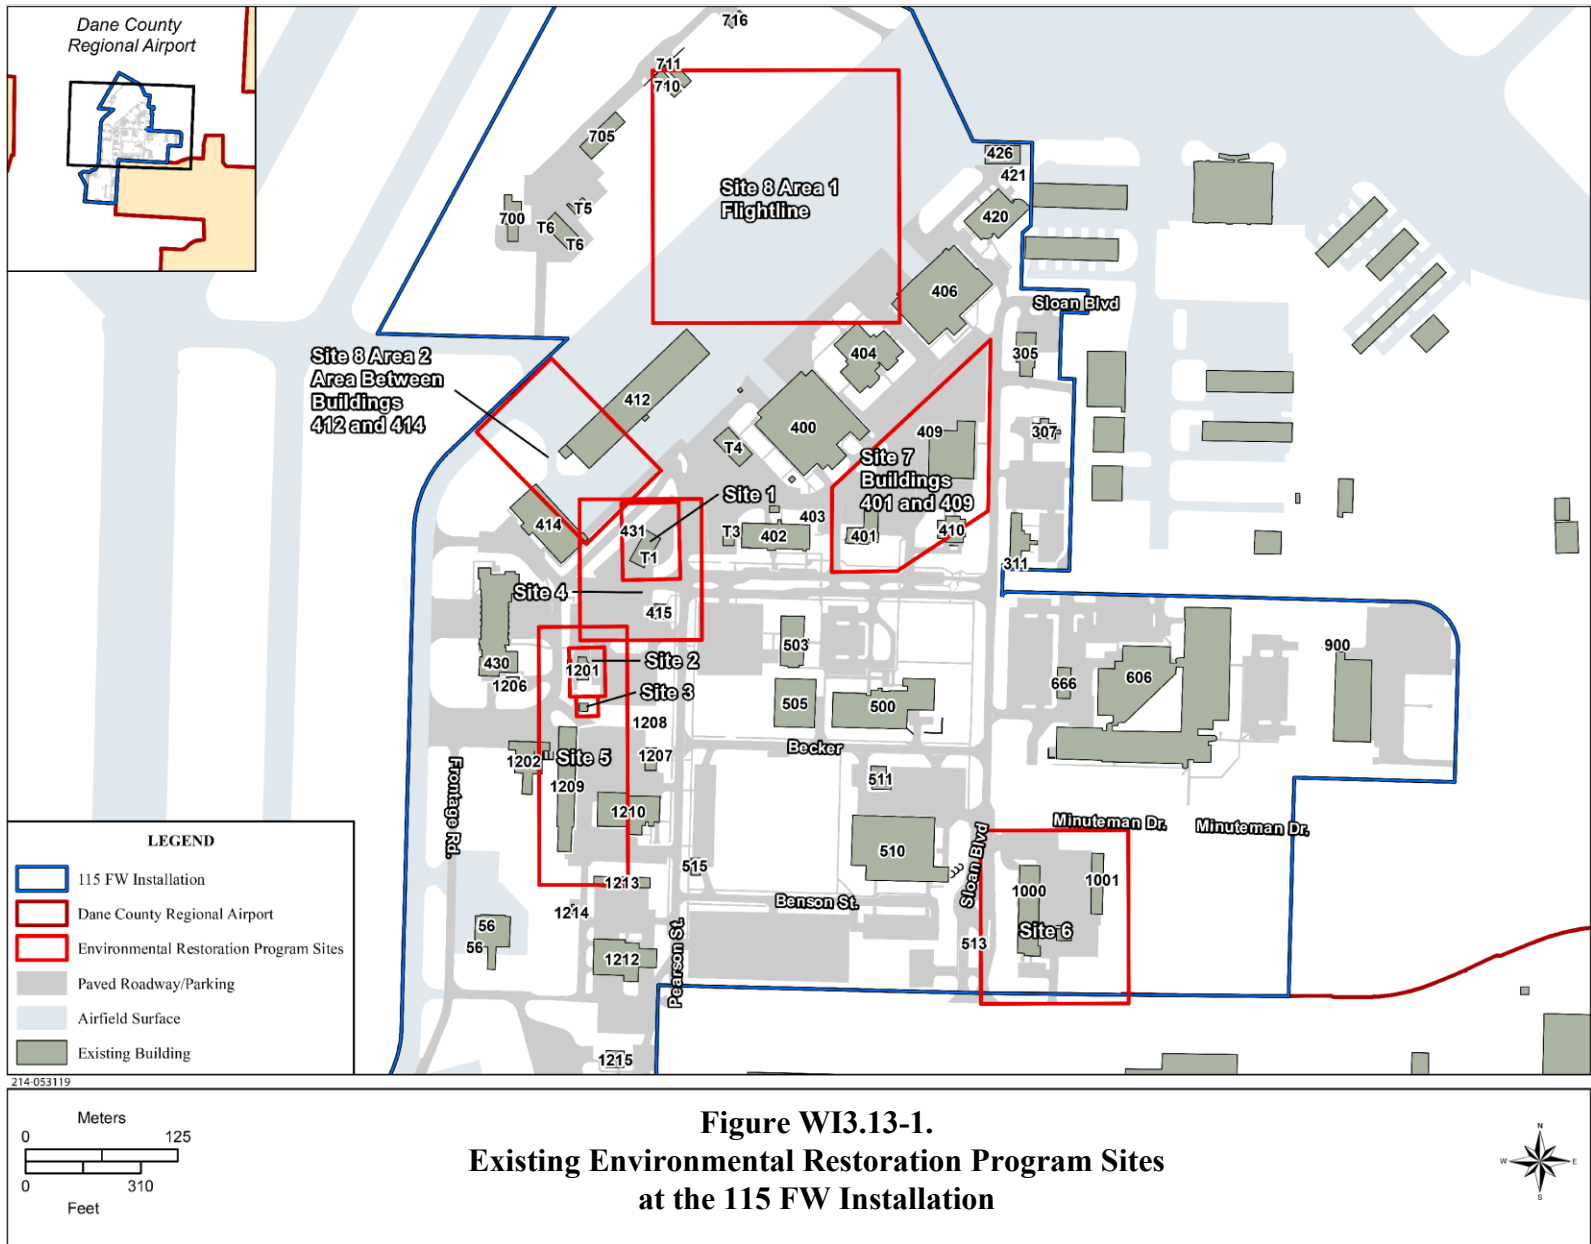 Dane County
Regional Airport
716
711
710
705
426
421
Site 8 Area 1
Flightline
700
T5
T6
T6
420
406
Sloan Blvd
404
305
Site 8 Area 2
Area Between
Buildings
412 and 414
412
400
409
307
T4
Site 7
Buildings
401 and 409
Site 1
414
431
T1
T3
402
403
401
410
311
Site 4
415
503
900
430
1206
1201
Site 2
Site 3
666
606
505
500
1208
Becker
1202
Site 5
1207
1209
511
1210
Frontage Rd.
Minuteman Dr.
Minuteman Dr.
510
515
Sloan Blvd
1213
1000
1001
1214
Benson St.
56
56
Site 6
513
1212
Pearson St.
1215
LEGEND
115 FW Installation
Dane County Regional Airport
Environmental Restoration Program Sites
Paved Roadway/Parking
Airfield Surface
Existing Building
214-053119
Meters
0 125
0 310
Feet
Figure WI3.13-1.
Existing Environmental Restoration Program Sites
at the 115 FW Installation
N
W E
S